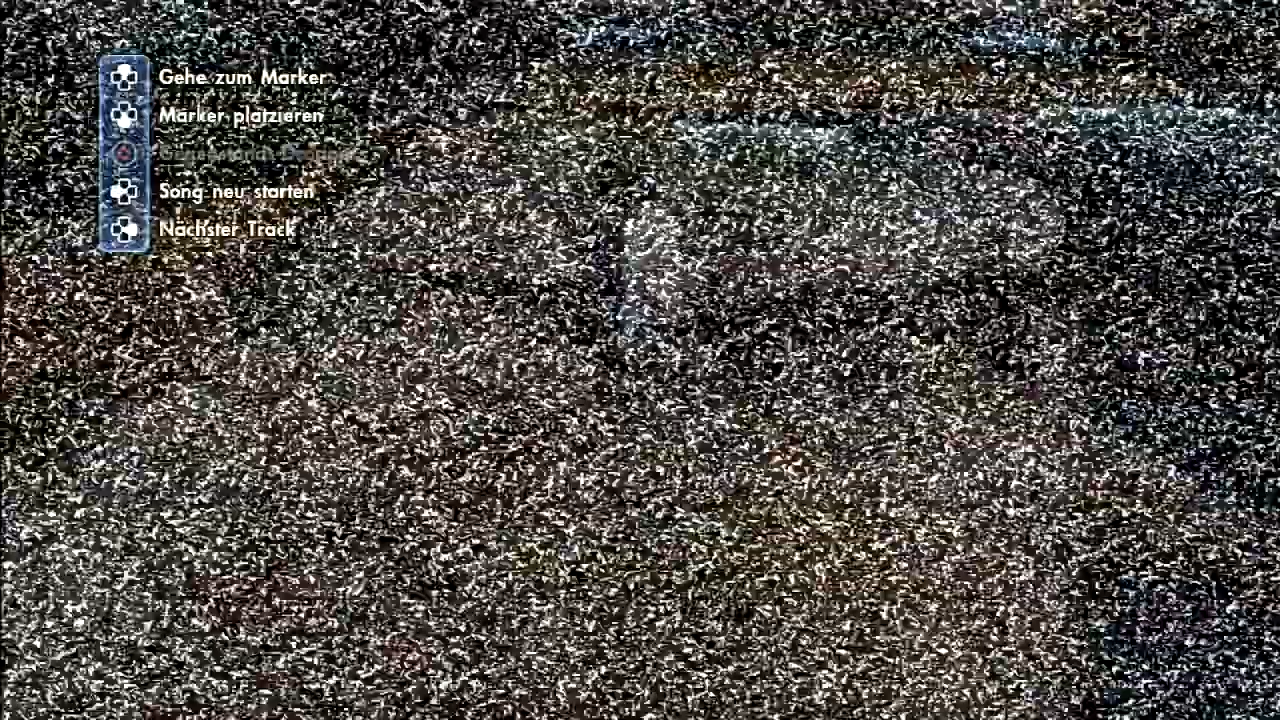 Gehe zum Marker
Marker platzieren
Song neu starten
Nächster Track